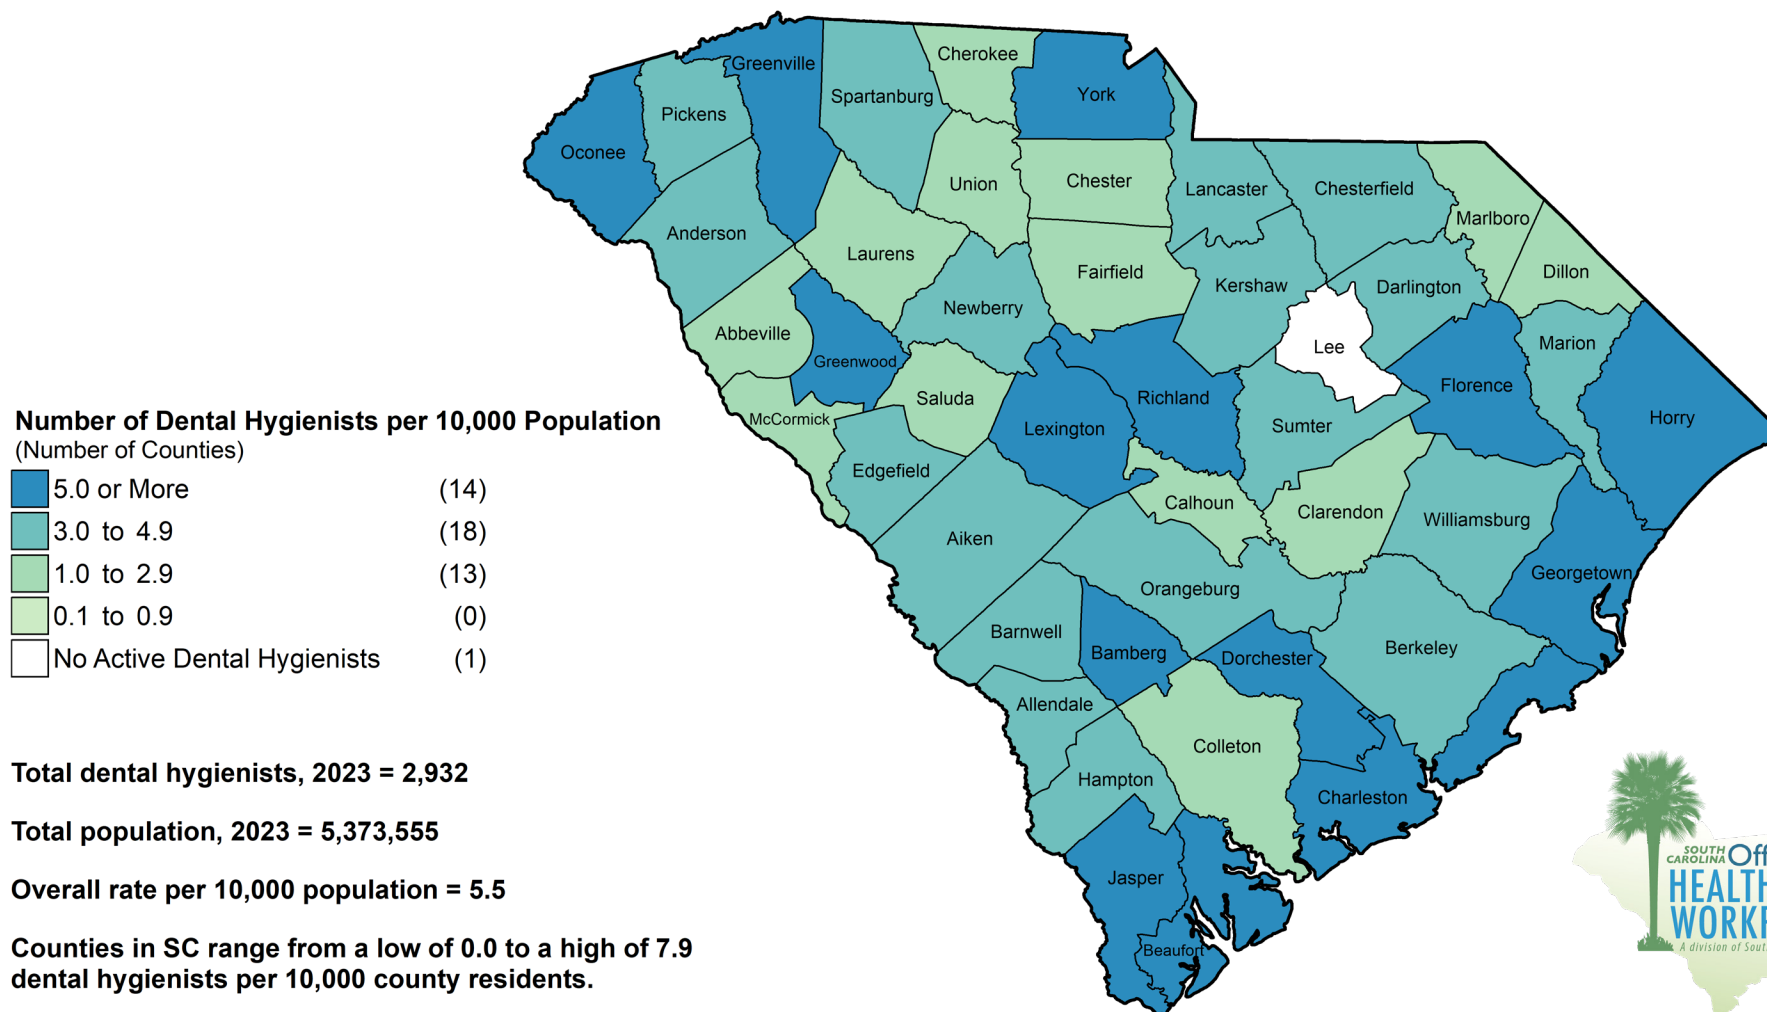 Cherokee
Greenville
York
Spartanburg
Pickens
Oconee
Union
Chester
Lancaster
Chesterfield
Marlboro
Anderson
Laurens
Fairfield
Kershaw
Darlington
Dillon
Newberry
Abbeville
Greenwood
Lee
Marion
Saluda
Richland
Florence
Horry
McCormick
Lexington
Sumter
Edgefield
Calhoun
Clarendon
Williamsburg
Aiken
Georgetown
Orangeburg
Barnwell
Bamberg
Dorchester
Berkeley
Allendale
Colleton
Hampton
Charleston
Jasper
Beaufort
Number of Dental Hygienists per 10,000 Population
(Number of Counties)
5.0 or More (14)
3.0 to 4.9 (18)
1.0 to 2.9 (13)
0.1 to 0.9 (0)
No Active Dental Hygienists (1)
Total dental hygienists, 2023 = 2,932
Total population, 2023 = 5,373,555
Overall rate per 10,000 population = 5.5
Counties in SC range from a low of 0.0 to a high of 7.9
dental hygienists per 10,000 county residents.
SOUTH
CAROLINA Off
HEALTH
WORKF
A division of Sout